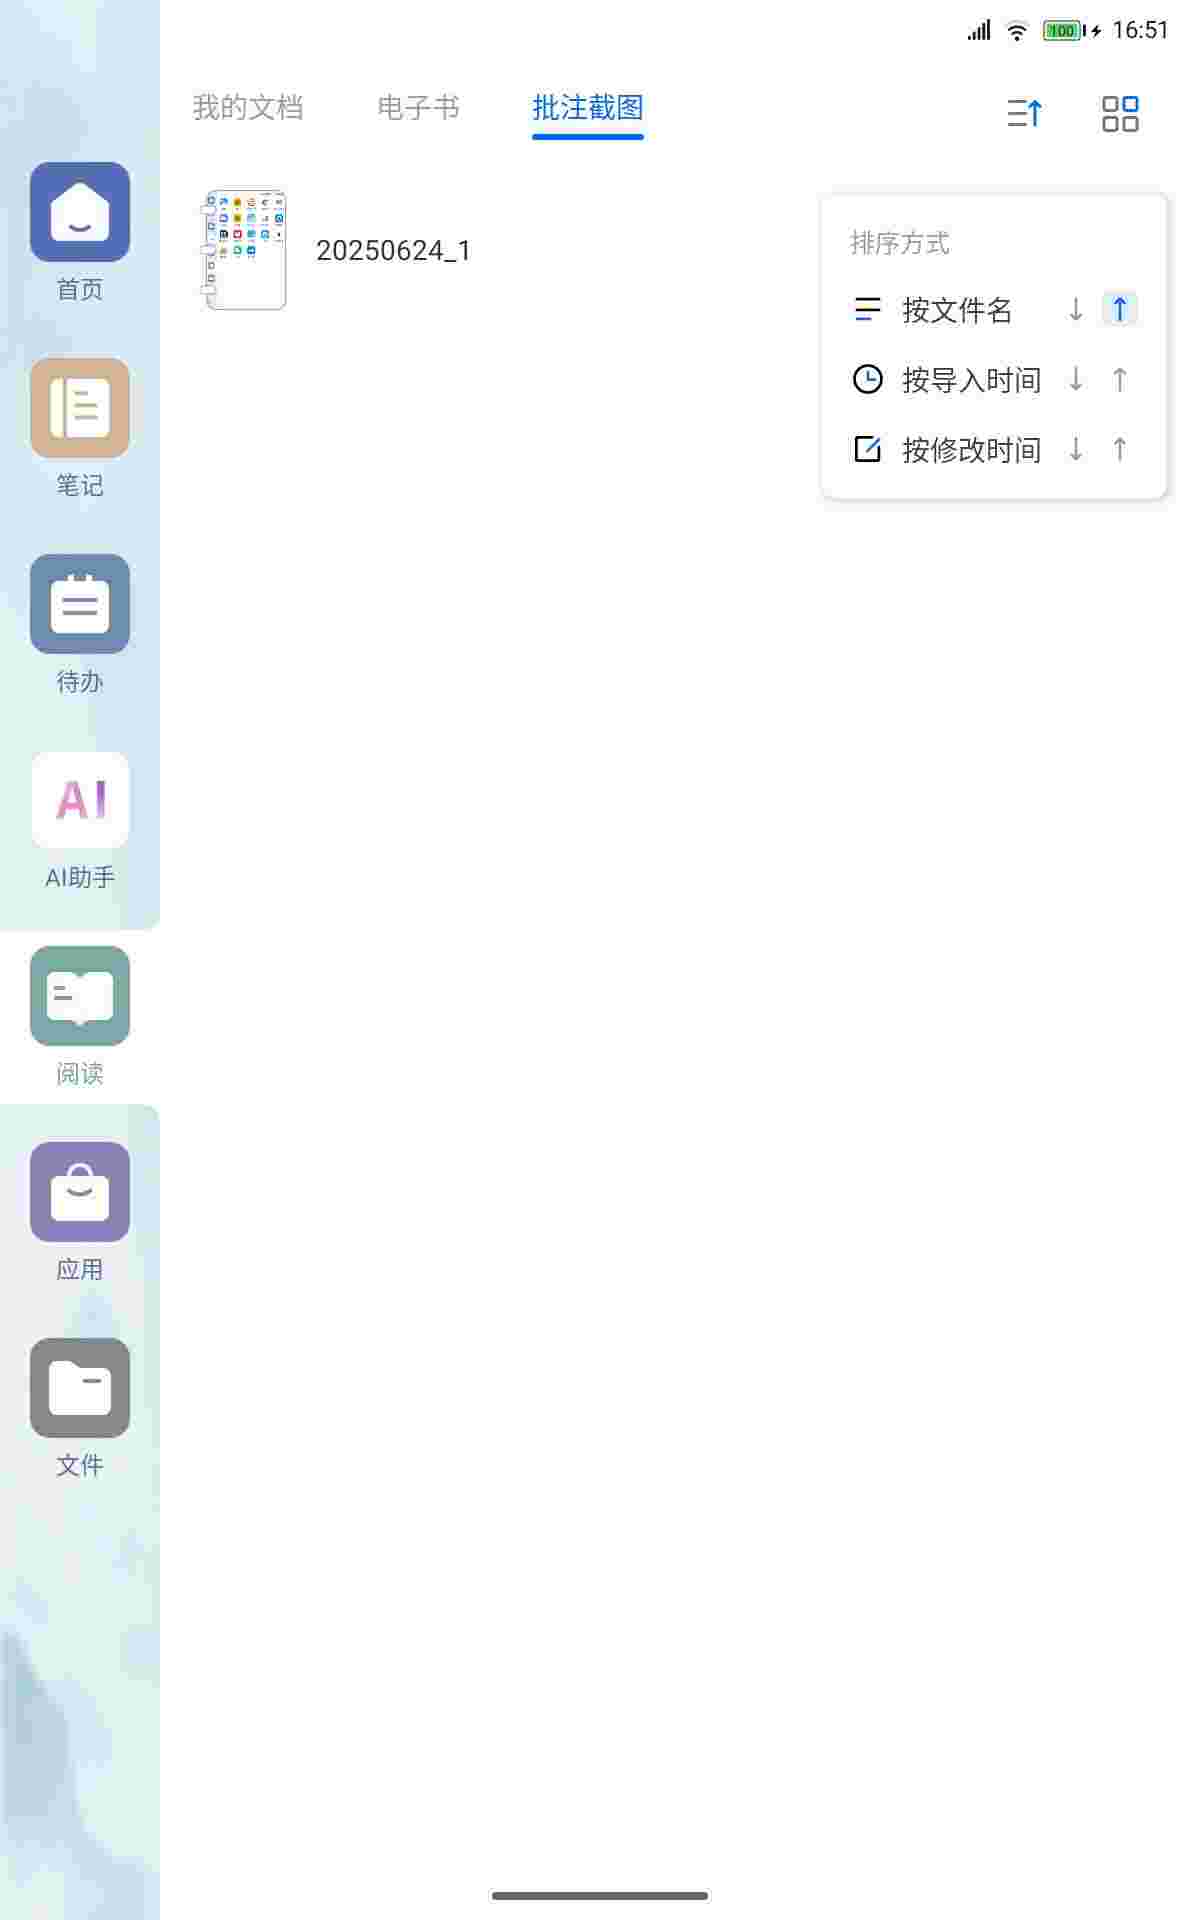 100 16:51
我的文档 电子书 批注截图
20250624_1
排序方式
按文件名
按导入时间
按修改时间
首页
笔记
待办
AI
AI助手
阅读
应用
文件